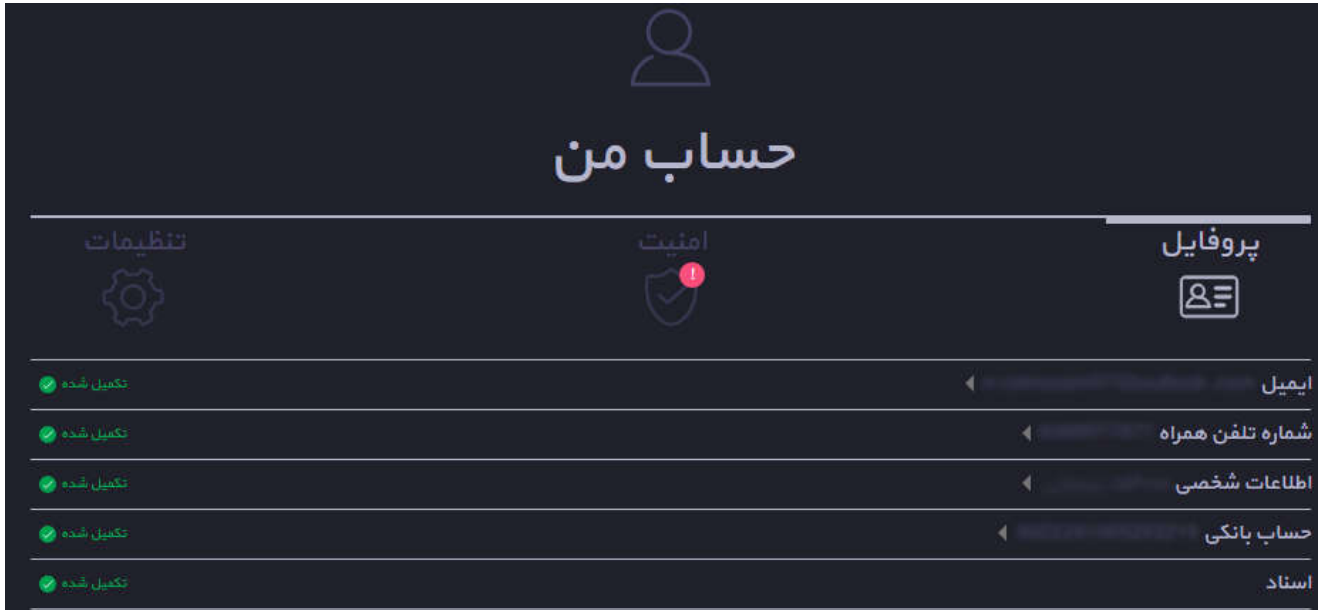 حساب من
پروفایل
امنیت
تنظیمات
!
ایمیل
تکمیل شده
شماره تلفن همراه
تکمیل شده
اطلاعات شخصی
تکمیل شده
حساب بانکی
تکمیل شده
اسناد
تکمیل شده